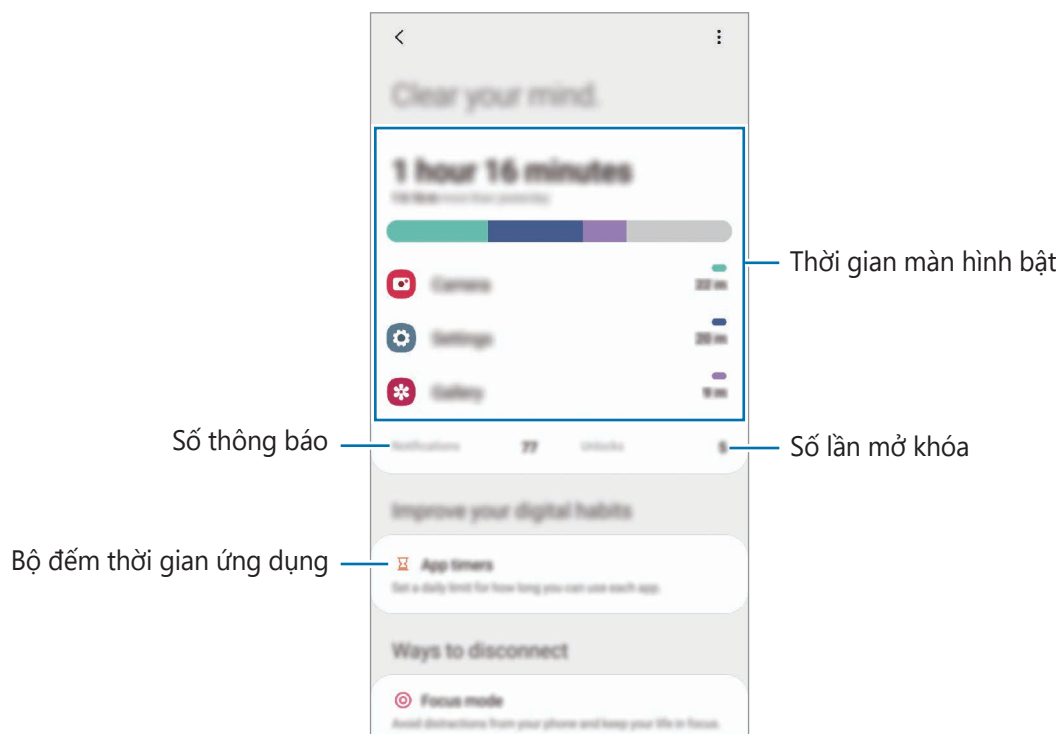 Clear your mind.
1 hour 16 minutes
Thời gian màn hình bật
Camera
22 m
Settings
20 m
Gallery
9 m
Số thông báo
Notifications 77 Unlocks 5
Số lần mở khóa
Improve your digital habits
Bộ đếm thời gian ứng dụng
App timers
Set a daily limit for how long you can use each app.
Ways to disconnect
Focus mode
Avoid distractions from your phone and keep your life in focus.